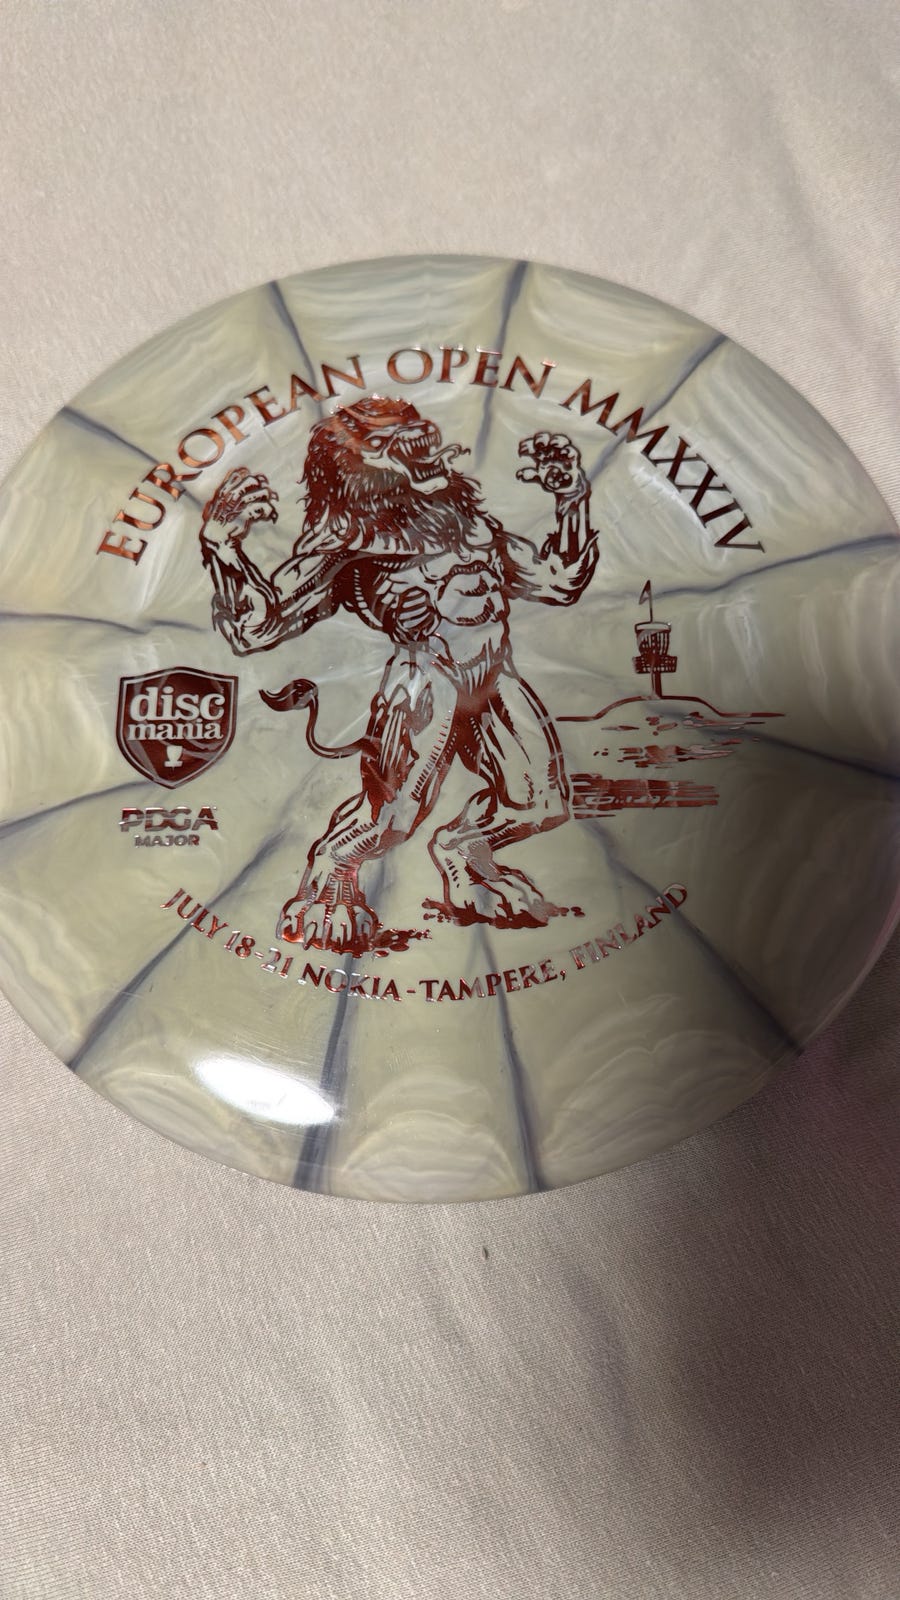 EUROPEAN OPEN MMXXIV
disc
mania
PDGA
MAJOR
JULY 18-21 NOKIA-TAMPERE, FINLAND